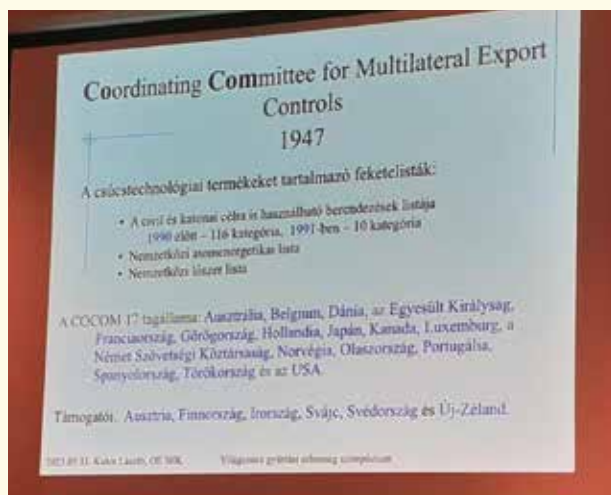 Coordinating Committee for Multilateral Export
Controls
1947
A csúcstechnológiai termékeket tartalmazó feketelisták:
• A civil és katonai célra is használható berendezések listája
1990 előtt – 116 kategória, 1991-ben – 10 kategória
• Nemzetközi atomenergetikai lista
• Nemzetközi lőszer lista
A COCOM 17 tagállama: Ausztrália, Belgium, Dánia, az Egyesült Királyság,
Franciaország, Görögország, Hollandia, Japán, Kanada, Luxemburg, a
Német Szövetségi Köztársaság, Norvégia, Olaszország, Portugália,
Spanyolország, Törökország és az USA.
Támogatói: Ausztria, Finnország, Írország, Svájc, Svédország és Új-Zéland.
László, OE